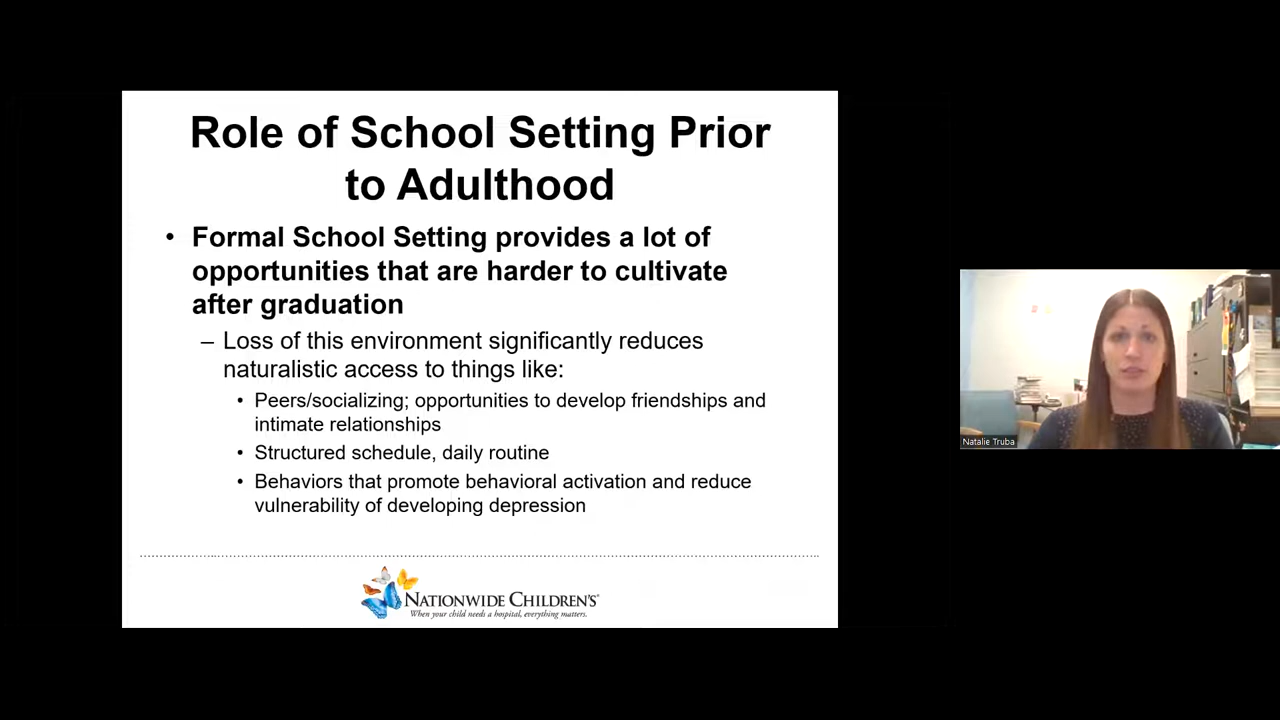 Role of School Setting Prior
to Adulthood
• Formal School Setting provides a lot of
opportunities that are harder to cultivate
after graduation
– Loss of this environment significantly reduces
naturalistic access to things like:
• Peers/socializing; opportunities to develop friendships and
intimate relationships
• Structured schedule, daily routine
• Behaviors that promote behavioral activation and reduce
vulnerability of developing depression
NATIONWIDE CHILDREN'S®
When your child needs a hospital, everything matters.
Natalie Truba